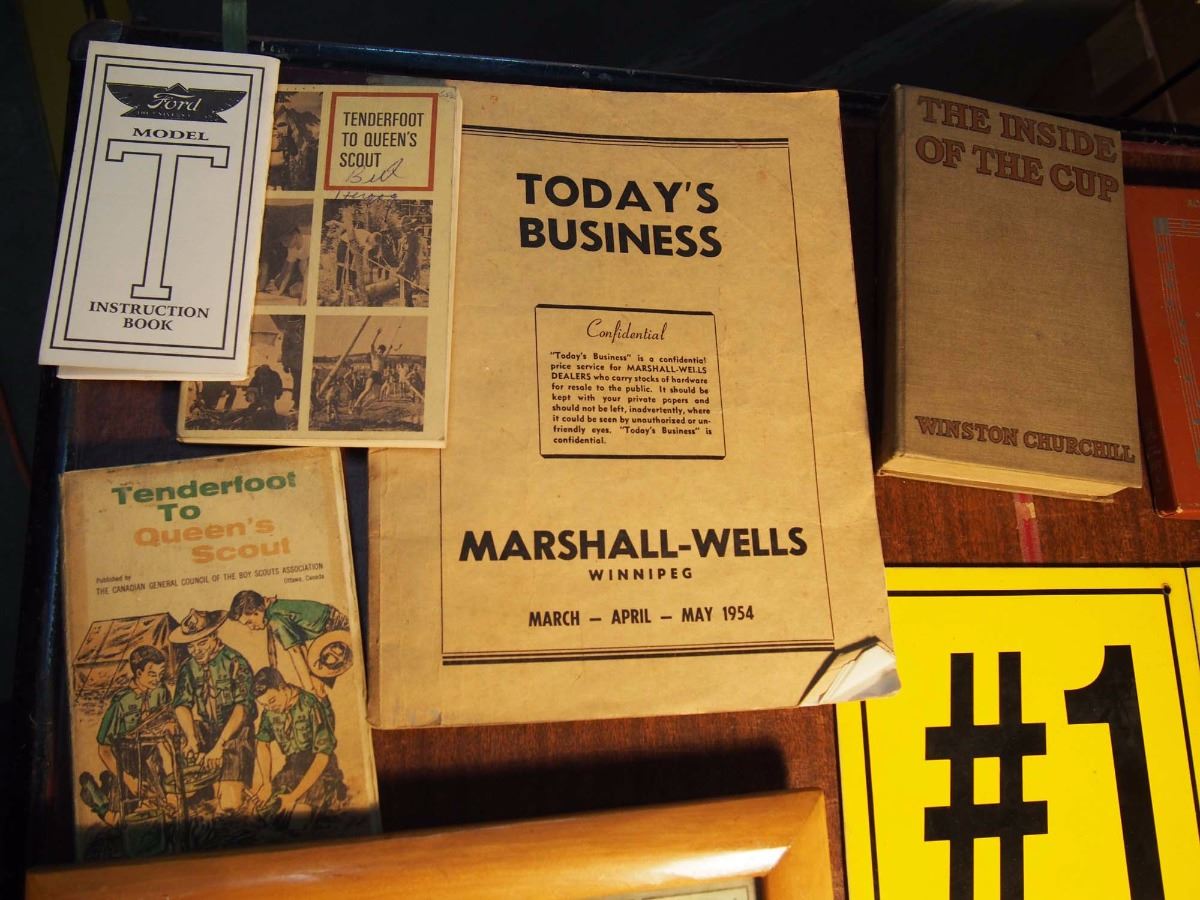 Ford
THE UNIVERSAL CAR
MODEL
T
INSTRUCTION
BOOK
TENDERFOOT
TO QUEEN'S
SCOUT
Bill
TODAY'S
BUSINESS
Confidential
"Today's Business" is a confidential
price service for MARSHALL-WELLS
DEALERS who carry stocks of hardware
for resale to the public. It should be
kept with your private papers and
should not be left, inadvertently, where
it could be seen by unauthorized or un-
friendly eyes. "Today's Business" is
confidential.
MARSHALL-WELLS
WINNIPEG
MARCH — APRIL — MAY 1954
THE INSIDE
OF THE CUP
WINSTON CHURCHILL
Tenderfoot
To
Queen's
Scout
Published by
THE CANADIAN GENERAL COUNCIL OF THE BOY SCOUTS ASSOCIATION
Ottawa, Canada
#1